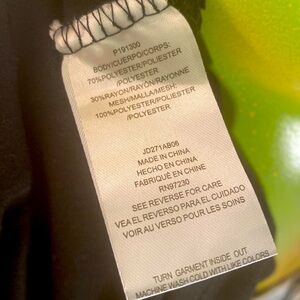 P191300
BODY/CUERPO/CORPS:
70%POLYESTER/POLIESTER
/POLYESTER
30%RAYON/RAYÓN/RAYONNE
MESH/MALLA/MESH:
100%POLYESTER/POLIESTER
/POLYESTER
JD271AB06
MADE IN CHINA
HECHO EN CHINA
FABRIQUÉ EN CHINE
RN97230
SEE REVERSE FOR CARE
VEA EL REVERSO PARA EL CUIDADO
VOIR AU VERSO POUR LES SOINS
TURN GARMENT INSIDE OUT
MACHINE WASH COLD WITH LIKE COLORS